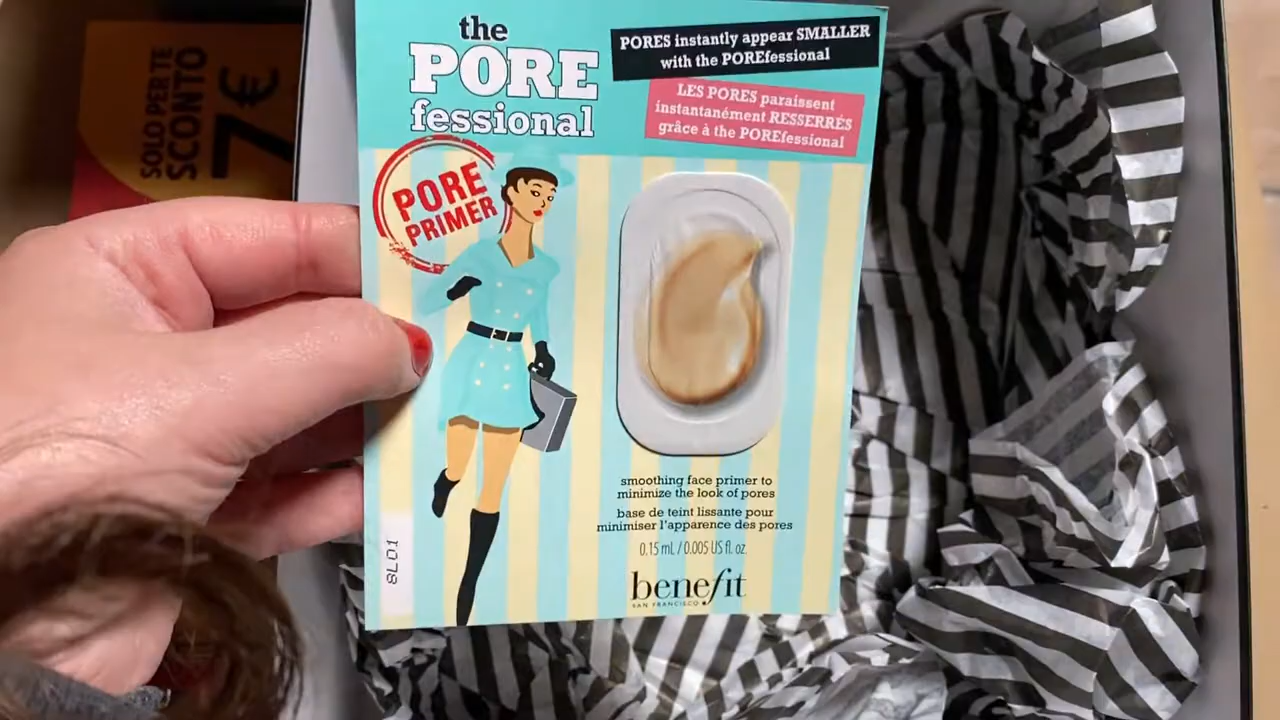 SOLO PER TE
SCONTO
7€
the
PORE
fessional
PORES instantly appear SMALLER
with the POREfessional
LES PORES paraissent
instantanément RESSERRÉS
grâce à the POREfessional
PORE
PRIMER
smoothing face primer to
minimize the look of pores
base de teint lissante pour
minimiser l'apparence des pores
0.15 mL / 0.005 US fl. oz.
benefit
SAN FRANCISCO
8L01